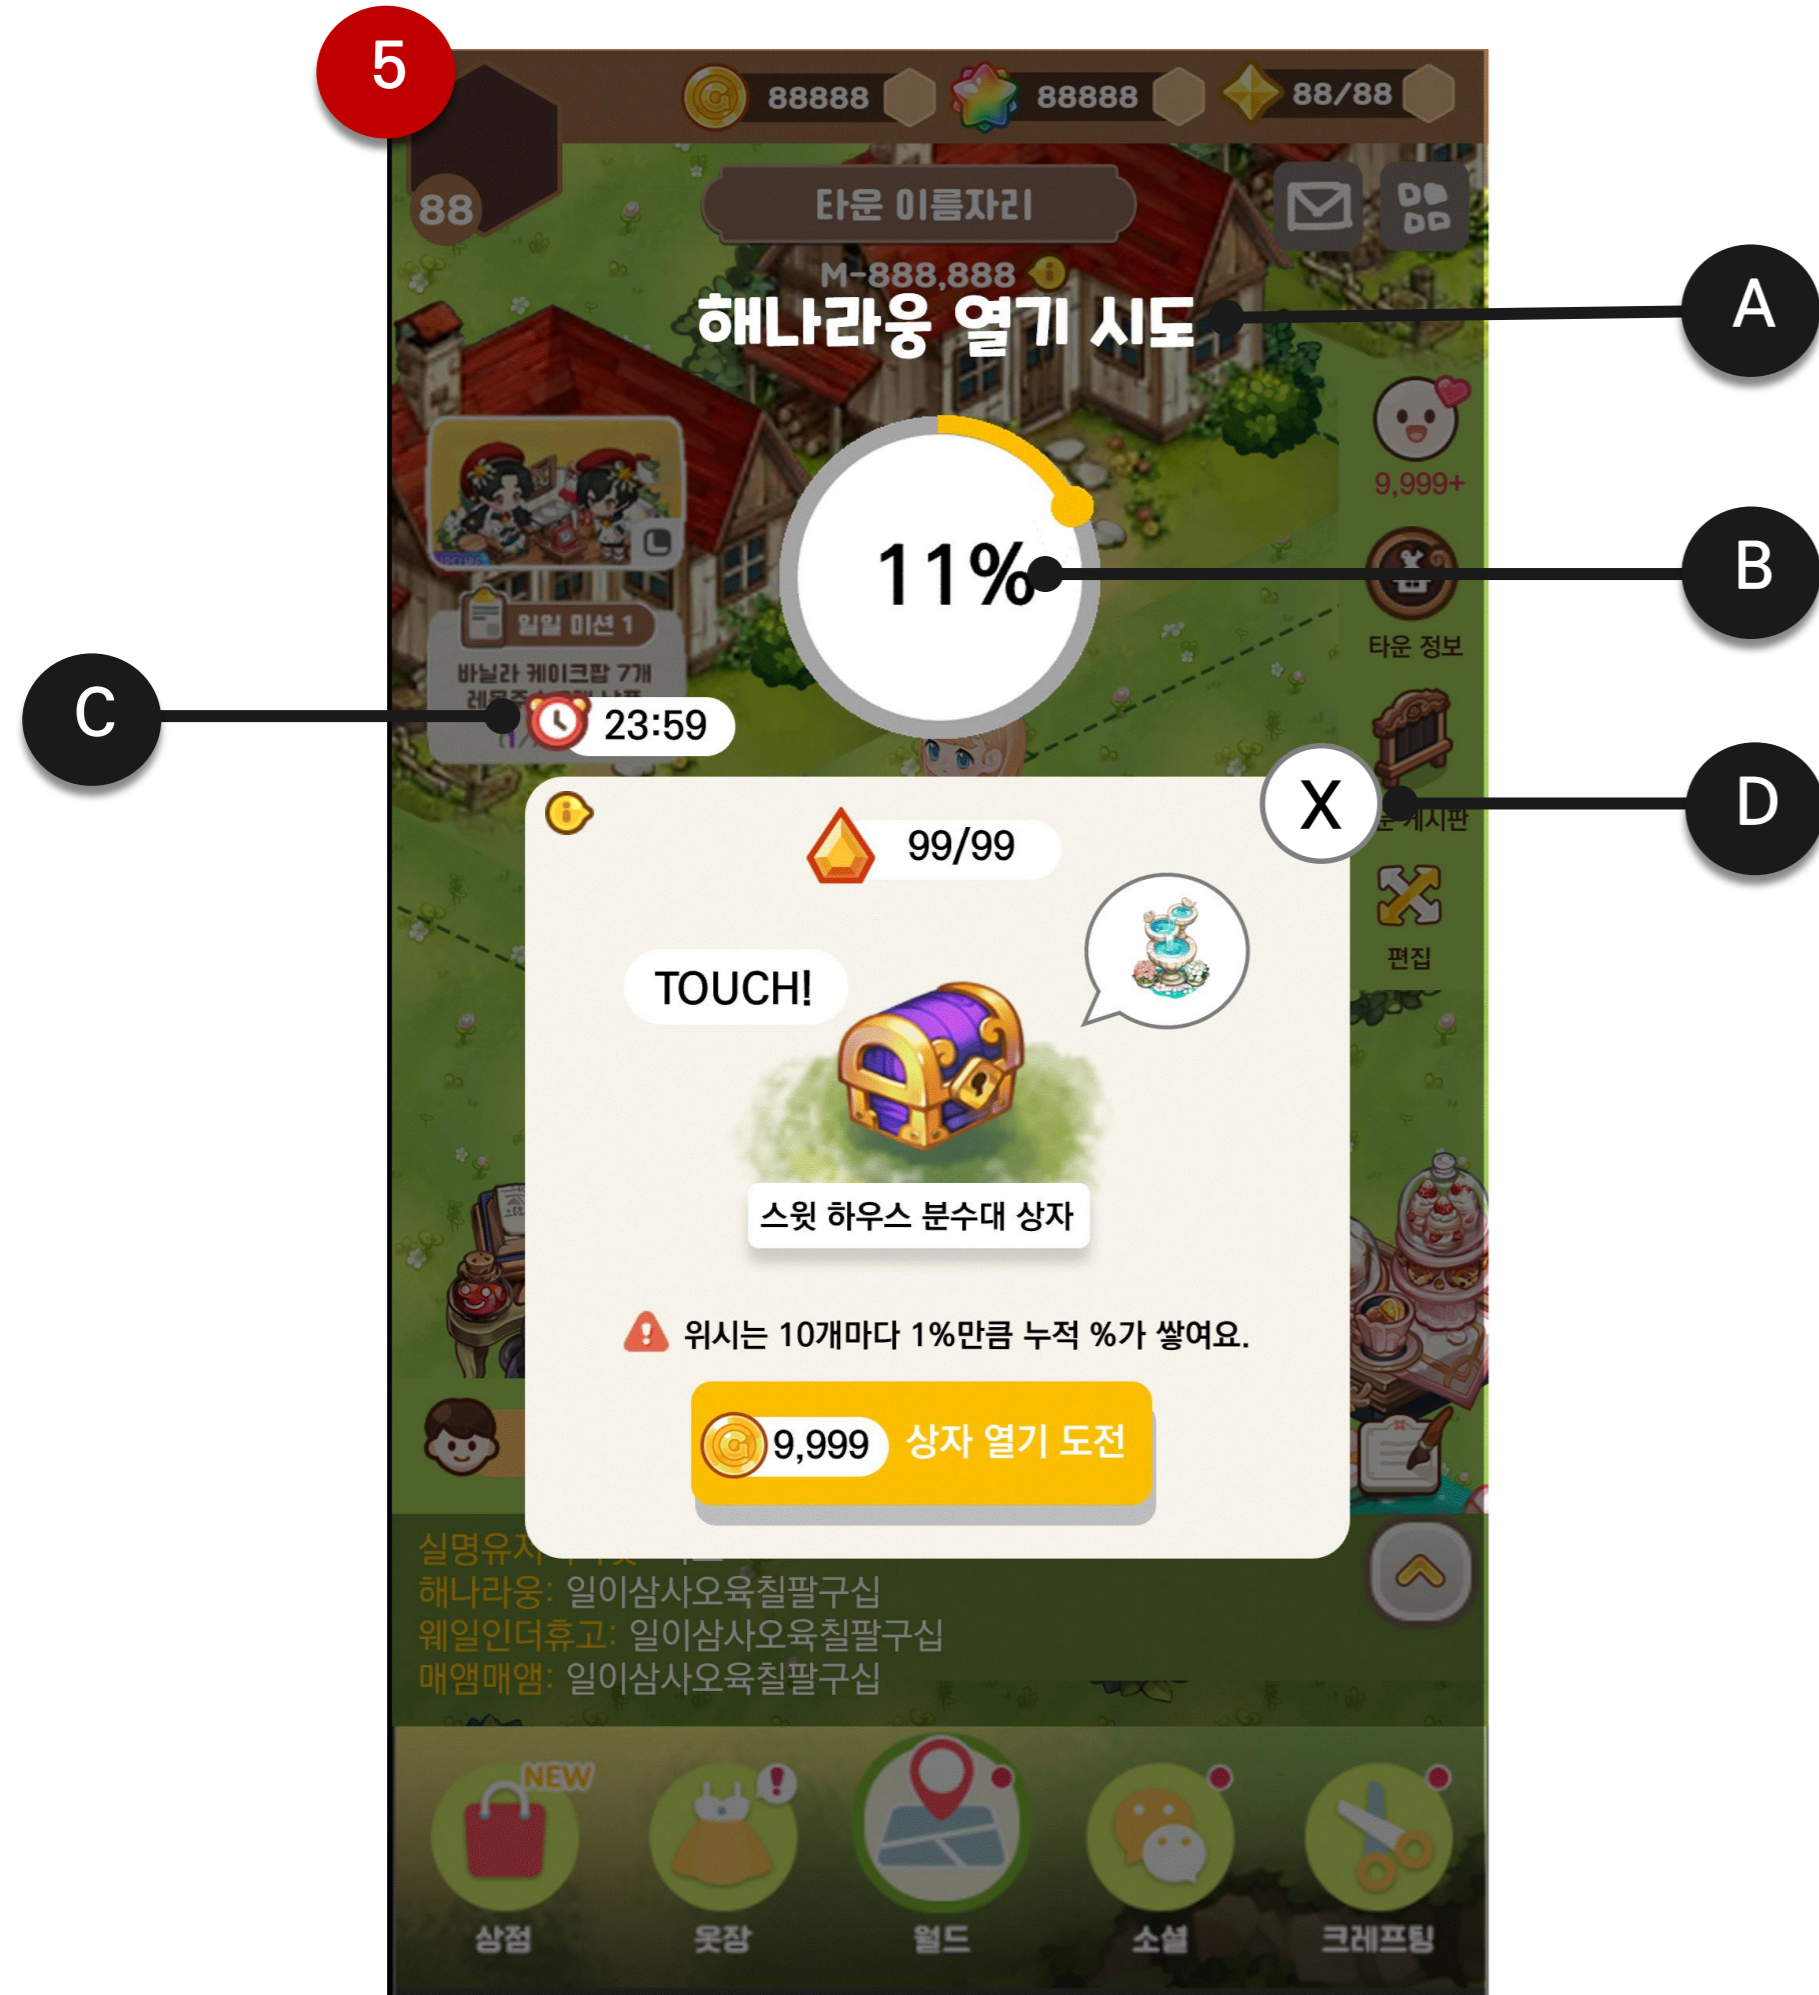 5
88888
88888
88/88
88
타운 이름자리
M-888,888
해나라웅 열기 시도
A
9,999+
11%
B
타운 정보
일일 미션 1
바닐라 케이크팝 7개
C
23:59
X
D
게시판
99/99
TOUCH!
편집
스윗 하우스 분수대 상자
위시는 10개마다 1%만큼 누적 %가 쌓여요.
9,999 상자 열기 도전
해나라웅: 일이삼사오육칠팔구십
웨일인더휴고: 일이삼사오육칠팔구십
매앰매앰: 일이삼사오육칠팔구십
NEW
상점
옷장
월드
소셜
크레프팅